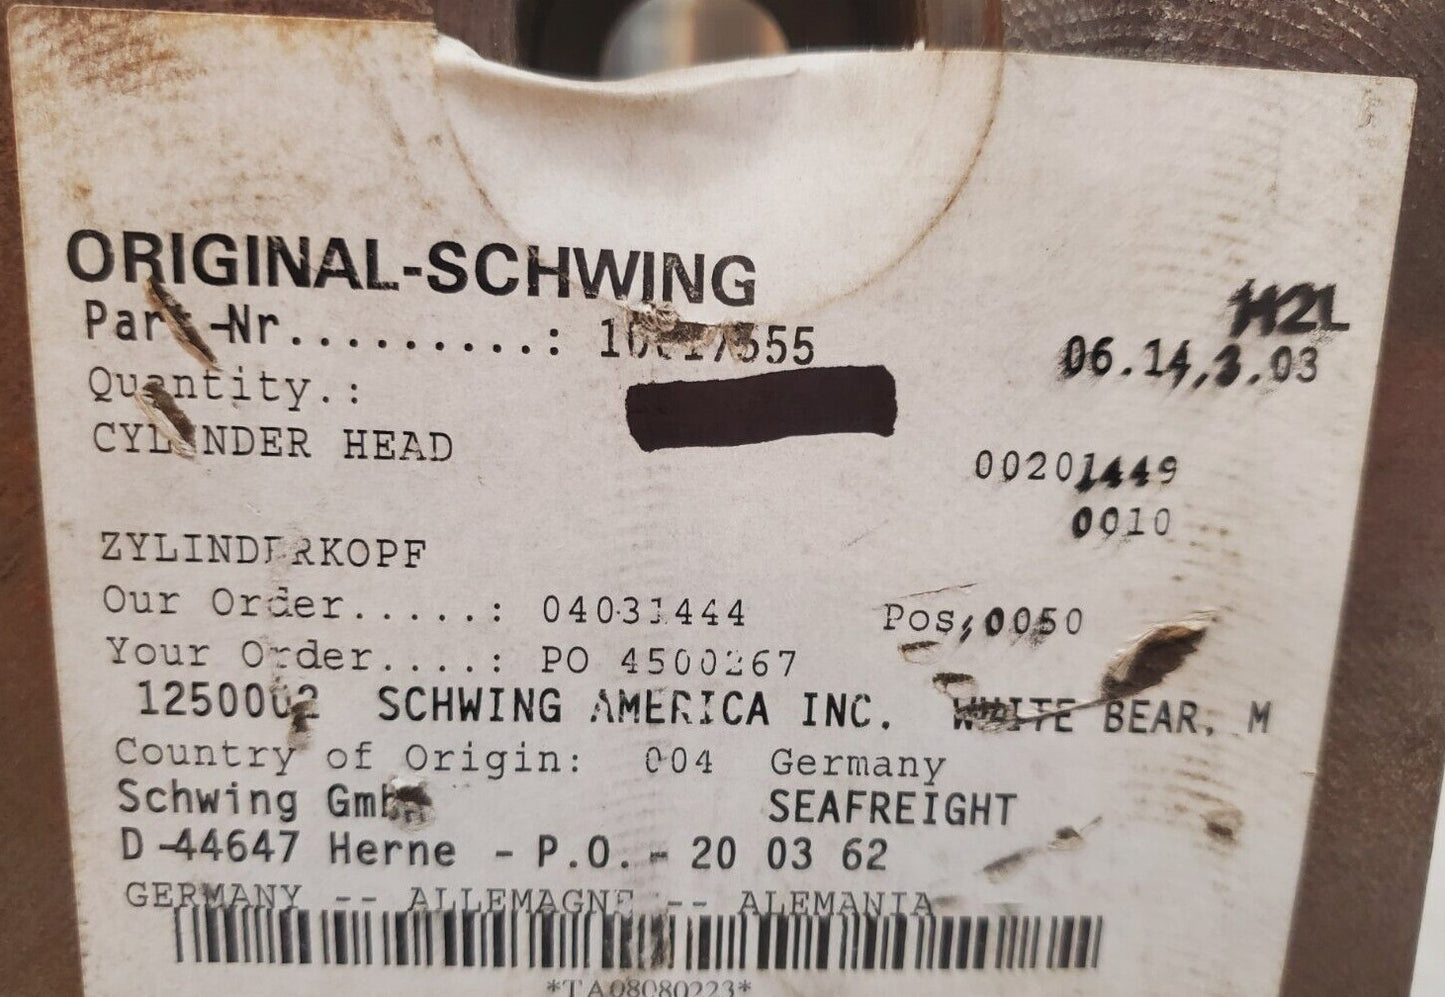 ORIGINAL-SCHWING
Part-Nr.........:
H2L
06.14,3.03
Quantity.:
CYLINDER HEAD
00201449
0010
ZYLINDERKOPF
Our Order.....: 04031444 Pos,0050
Your Order....: PO 4500267
1250002 SCHWING AMERICA INC. WHITE BEAR, M
Country of Origin: 004 Germany
Schwing GmbH SEAFREIGHT
D-44647 Herne - P.O. - 20 03 62
GERMANY -- ALLEMAGNE -- ALEMANIA
*TA08080223*